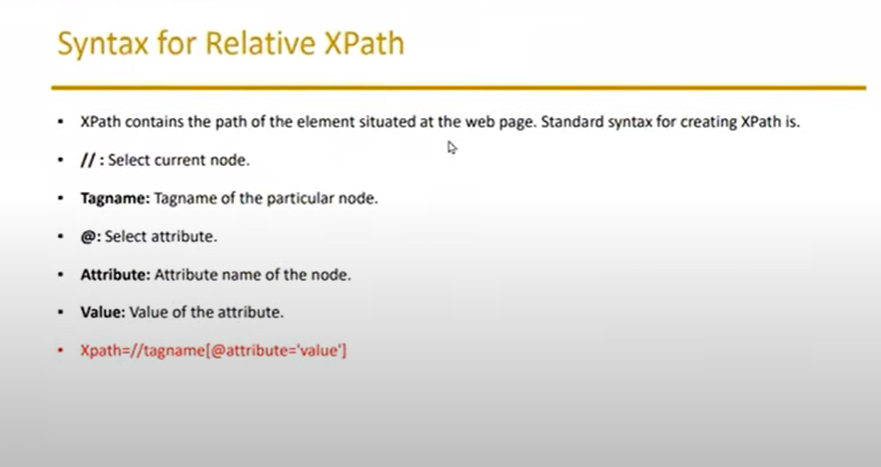 Syntax for Relative XPath
• XPath contains the path of the element situated at the web page. Standard syntax for creating XPath is.
• // : Select current node.
• Tagname: Tagname of the particular node.
• @: Select attribute.
• Attribute: Attribute name of the node.
• Value: Value of the attribute.
• Xpath=//tagname[@attribute='value']